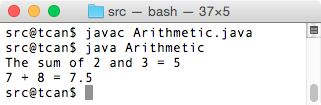 src — bash — 37×5
src@tcan$ javac Arithmetic.java
src@tcan$ java Arithmetic
The sum of 2 and 3 = 5
7 + 8 = 7.5
src@tcan$